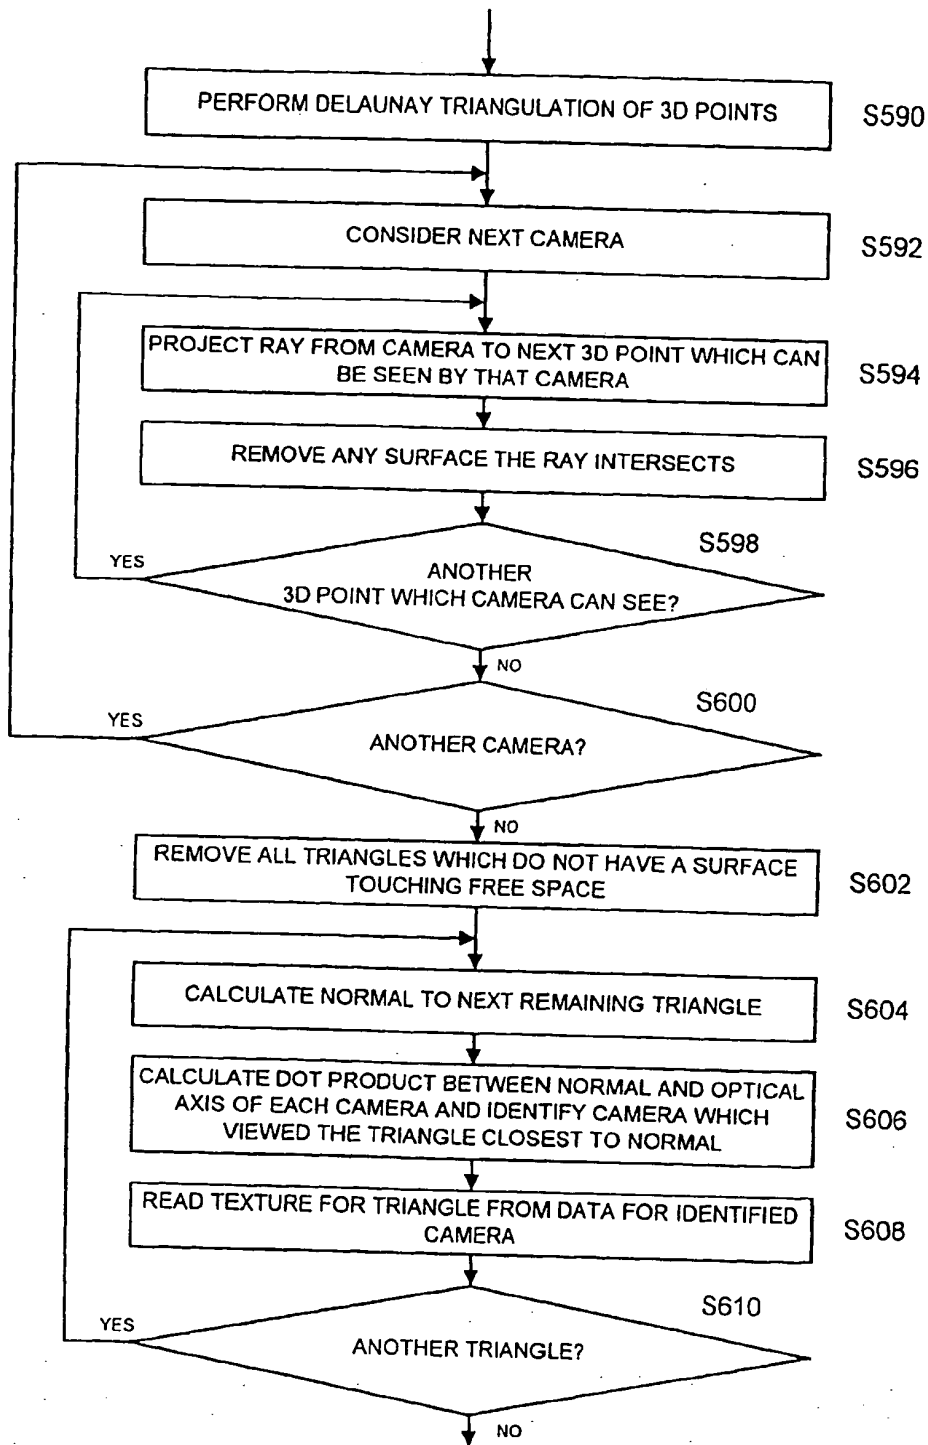 PERFORM DELAUNAY TRIANGULATION OF 3D POINTS
S590
CONSIDER NEXT CAMERA
S592
PROJECT RAY FROM CAMERA TO NEXT 3D POINT WHICH CAN
BE SEEN BY THAT CAMERA
S594
REMOVE ANY SURFACE THE RAY INTERSECTS
S596
S598
YES
ANOTHER
3D POINT WHICH CAMERA CAN SEE?
NO
S600
YES
ANOTHER CAMERA?
NO
REMOVE ALL TRIANGLES WHICH DO NOT HAVE A SURFACE
TOUCHING FREE SPACE
S602
CALCULATE NORMAL TO NEXT REMAINING TRIANGLE
S604
CALCULATE DOT PRODUCT BETWEEN NORMAL AND OPTICAL
AXIS OF EACH CAMERA AND IDENTIFY CAMERA WHICH
VIEWED THE TRIANGLE CLOSEST TO NORMAL
S606
READ TEXTURE FOR TRIANGLE FROM DATA FOR IDENTIFIED
CAMERA
S608
S610
YES
ANOTHER TRIANGLE?
NO